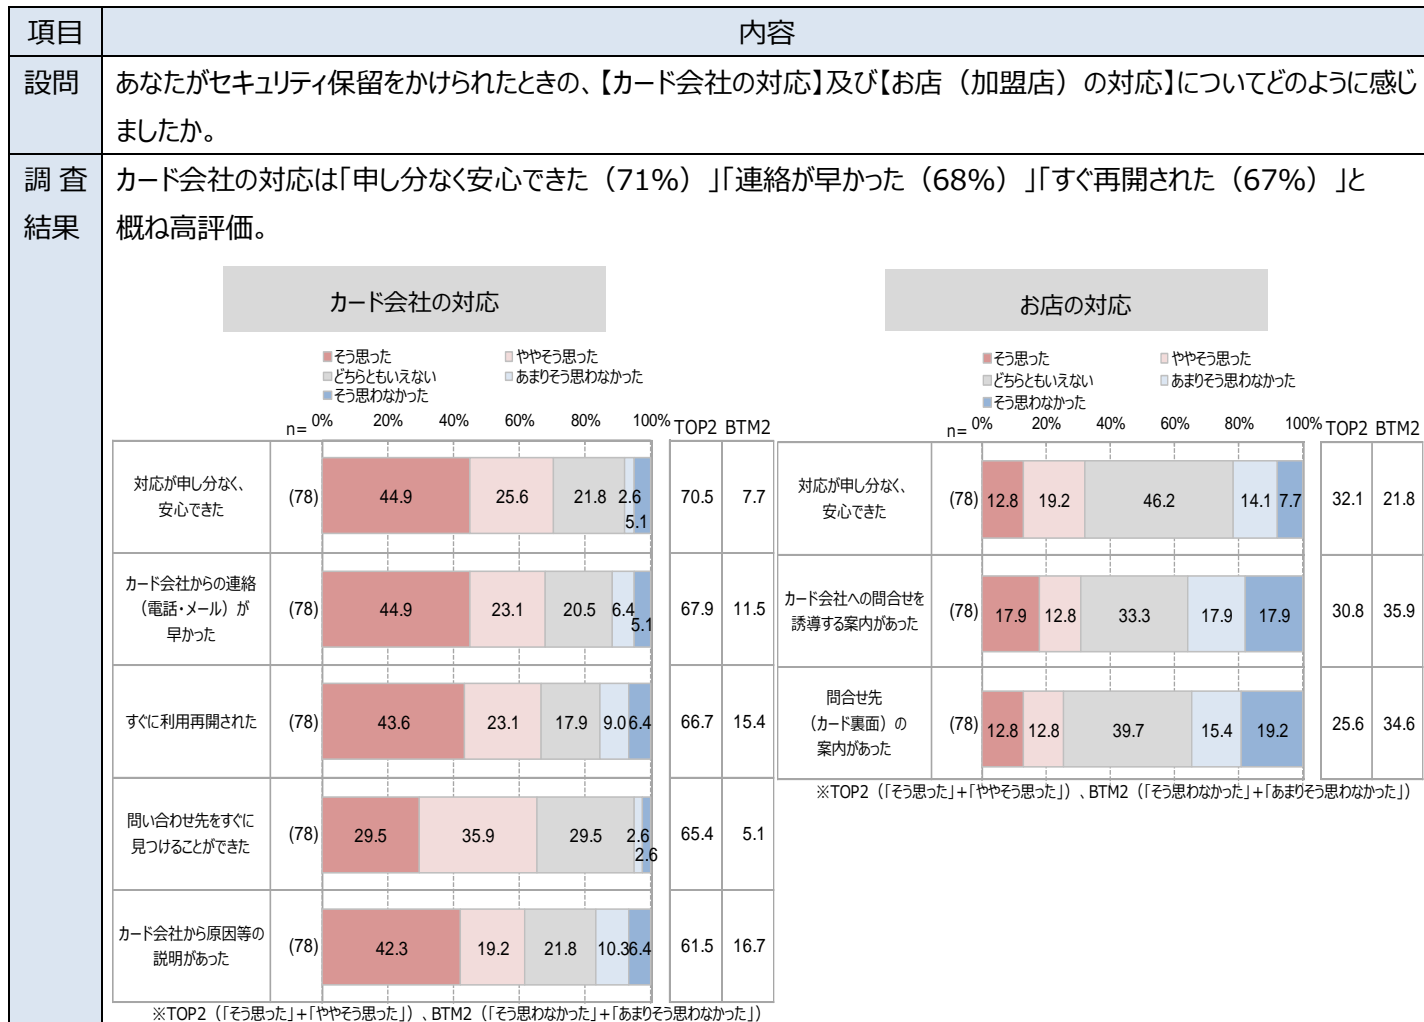 項目
内容
設問
あなたがセキュリティ保留をかけられたときの、【カード会社の対応】及び【お店（加盟店）の対応】についてどのように感じ
ましたか。
調査
結果
カード会社の対応は「申し分なく安心できた（71%）」「連絡が早かった（68%）」「すぐ再開された（67%）」と
概ね高評価。
カード会社の対応
そう思った
ややそう思った
どちらともいえない
あまりそう思わなかった
そう思わなかった
n= 0% 20% 40% 60% 80% 100% TOP2 BTM2
対応が申し分なく、
安心できた
(78) 44.9 25.6 21.8 2.6 5.1 70.5 7.7
カード会社からの連絡
（電話・メール）が
早かった
(78) 44.9 23.1 20.5 6.4 5.1 67.9 11.5
すぐに利用再開された
(78) 43.6 23.1 17.9 9.0 6.4 66.7 15.4
問い合わせ先をすぐに
見つけることができた
(78) 29.5 35.9 29.5 2.6 2.6 65.4 5.1
カード会社から原因等の
説明があった
(78) 42.3 19.2 21.8 10.3 6.4 61.5 16.7
※TOP2（「そう思った」+「ややそう思った」）、BTM2（「そう思わなかった」+「あまりそう思わなかった」）
お店の対応
そう思った
ややそう思った
どちらともいえない
あまりそう思わなかった
そう思わなかった
n= 0% 20% 40% 60% 80% 100% TOP2 BTM2
対応が申し分なく、
安心できた
(78) 12.8 19.2 46.2 14.1 7.7 32.1 21.8
カード会社への問合せを
誘導する案内があった
(78) 17.9 12.8 33.3 17.9 17.9 30.8 35.9
問合せ先
（カード裏面）の
案内があった
(78) 12.8 12.8 39.7 15.4 19.2 25.6 34.6
※TOP2（「そう思った」+「ややそう思った」）、BTM2（「そう思わなかった」+「あまりそう思わなかった」）